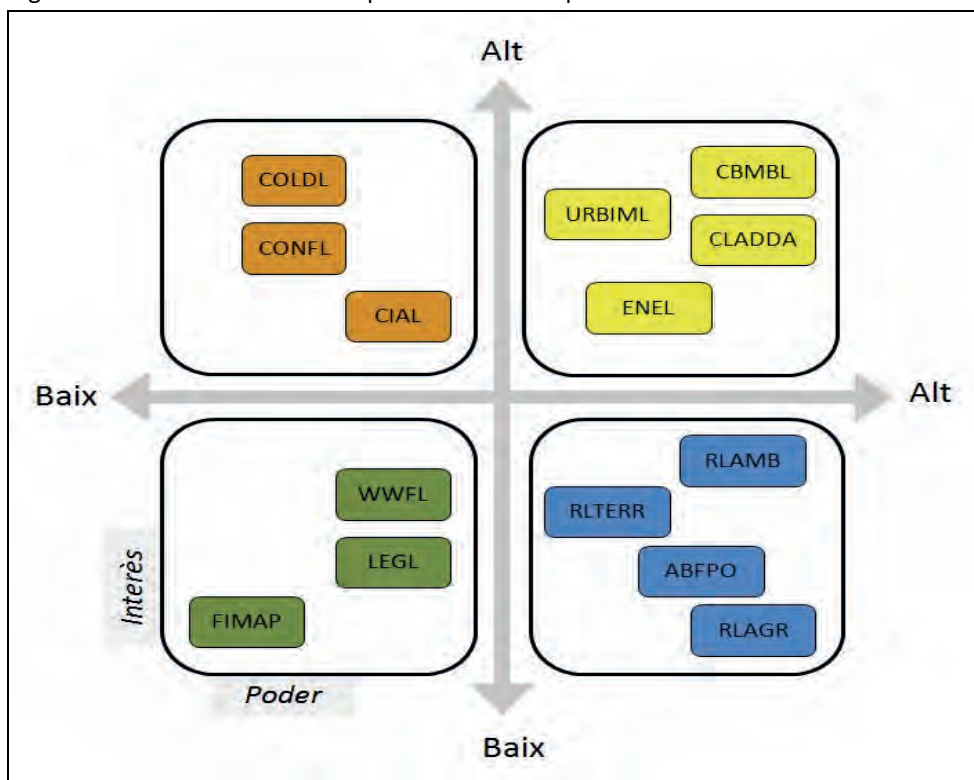 Alt
COLDL
CONFL
CIAL
CBMBL
URBIML
CLADDA
ENEL
Baix
Alt
WWFL
LEGL
FIMAP
RLAMB
RLTERR
ABFPO
RLAGR
Interès
Poder
Baix